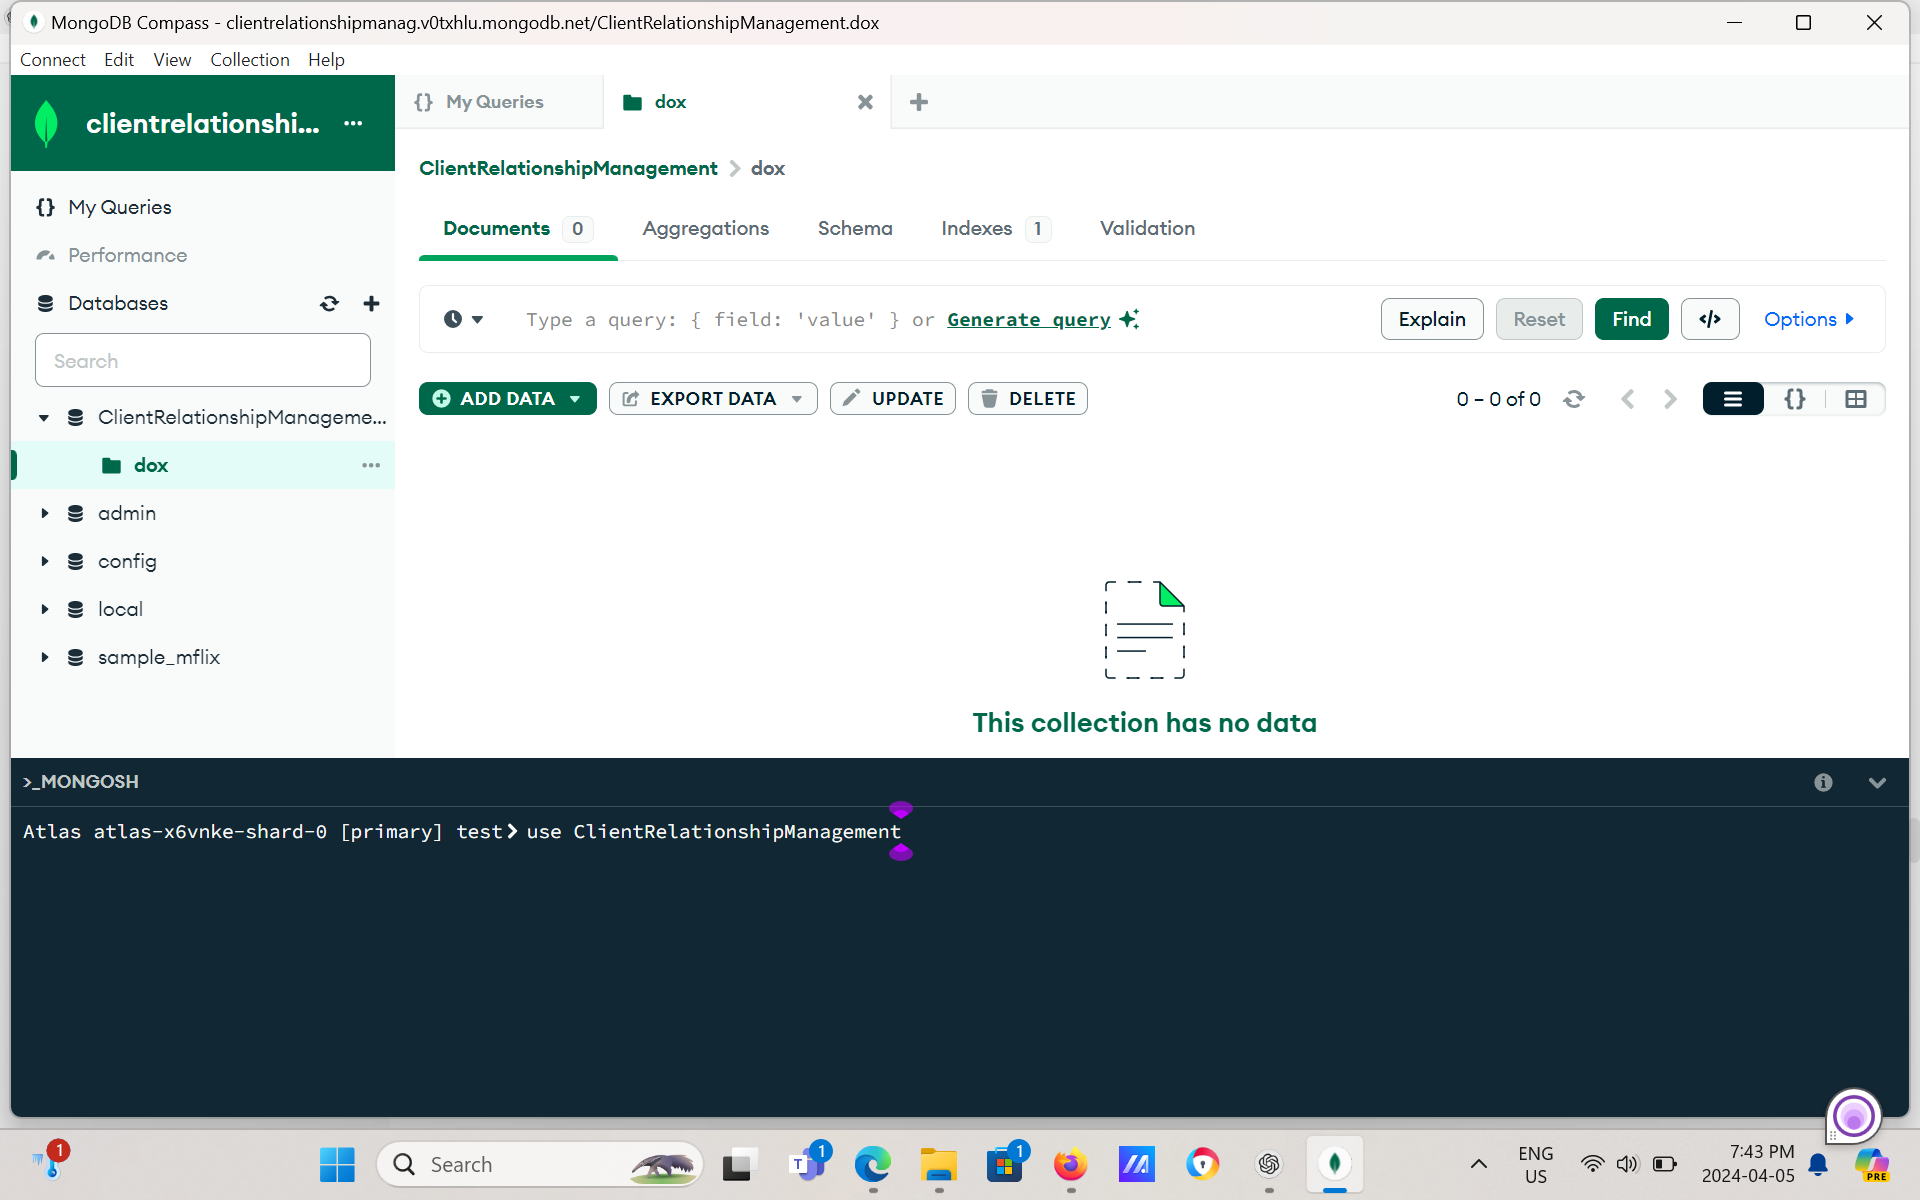 MongoDB Compass - clientrelationshipmanag.v0txhlu.mongodb.net/ClientRelationshipManagement.dox
Connect Edit View Collection Help
clientrelationshi... ...
{} My Queries
dox
ClientRelationshipManagement > dox
{} My Queries
Performance
Databases
Search
ClientRelationshipManageme...
dox ...
admin
config
local
sample_mflix
Documents 0 Aggregations Schema Indexes 1 Validation
Type a query: { field: 'value' } or Generate query
Explain Reset Find </> Options
ADD DATA EXPORT DATA UPDATE DELETE
0 – 0 of 0 {}
This collection has no data
>_MONGOSH
Atlas atlas-x6vnke-shard-0 [primary] test> use ClientRelationshipManagement
1
Search
T 1
1
ENG
US
7:43 PM
2024-04-05
PRE